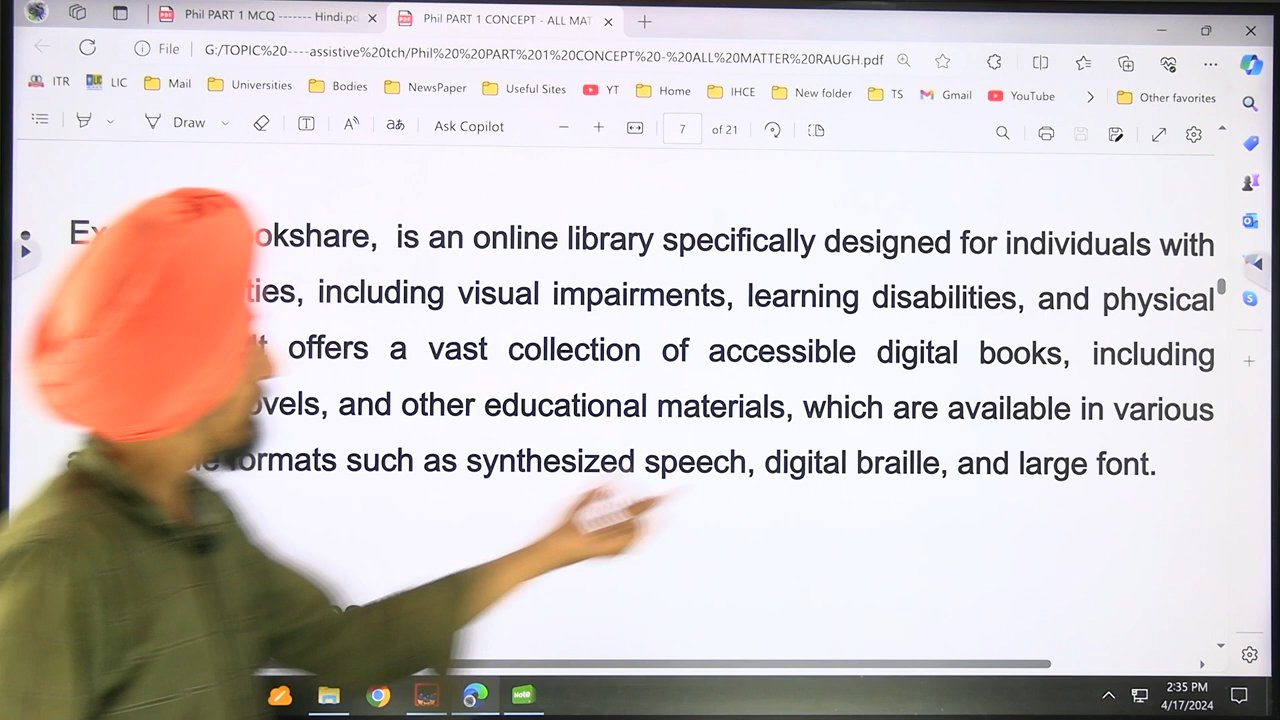 Phil PART 1 MCQ ------- Hindi.pd
Phil PART 1 CONCEPT - ALL MAT
File
G:/TOPIC%20----assistive%20tch/Phil%20%20PART%201%20CONCEPT%20-%20ALL%20MATTER%20RAUGH.pdf
ITR LIC Mail Universities Bodies NewsPaper Useful Sites YT Home IHCE New folder TS Gmail YouTube Other favorites
Draw Ask Copilot 7 of 21
okshare, is an online library specifically designed for individuals with
ties, including visual impairments, learning disabilities, and physical
offers a vast collection of accessible digital books, including
ovels, and other educational materials, which are available in various
formats such as synthesized speech, digital braille, and large font.
Note
2:35 PM
4/17/2024